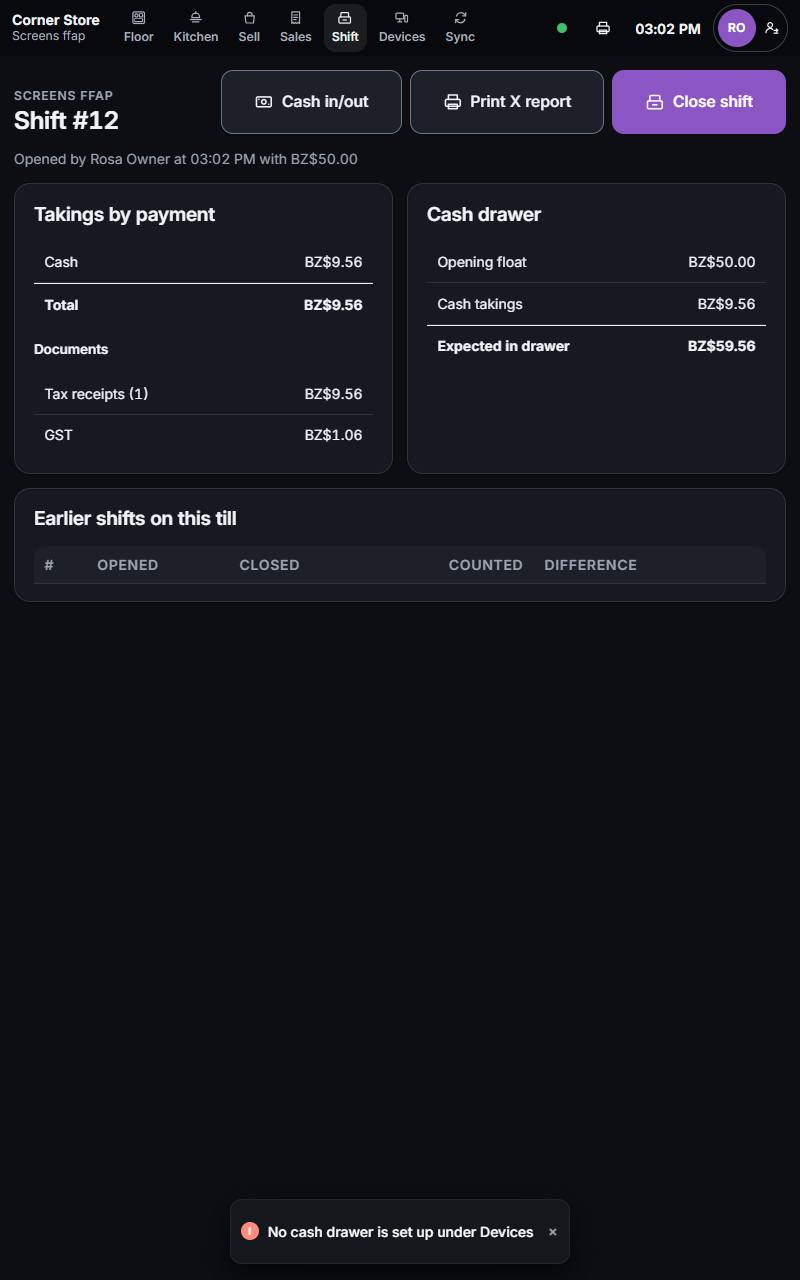 Corner Store
Screens ffap
Floor
Kitchen
Sell
Sales
Shift
Devices
Sync
03:02 PM
RO
SCREENS FFAP
Shift #12
Cash in/out
Print X report
Close shift
Opened by Rosa Owner at 03:02 PM with BZ$50.00
Takings by payment
Cash BZ$9.56
Total BZ$9.56
Documents
Tax receipts (1) BZ$9.56
GST BZ$1.06
Cash drawer
Opening float BZ$50.00
Cash takings BZ$9.56
Expected in drawer BZ$59.56
Earlier shifts on this till
# OPENED CLOSED COUNTED DIFFERENCE
No cash drawer is set up under Devices ×